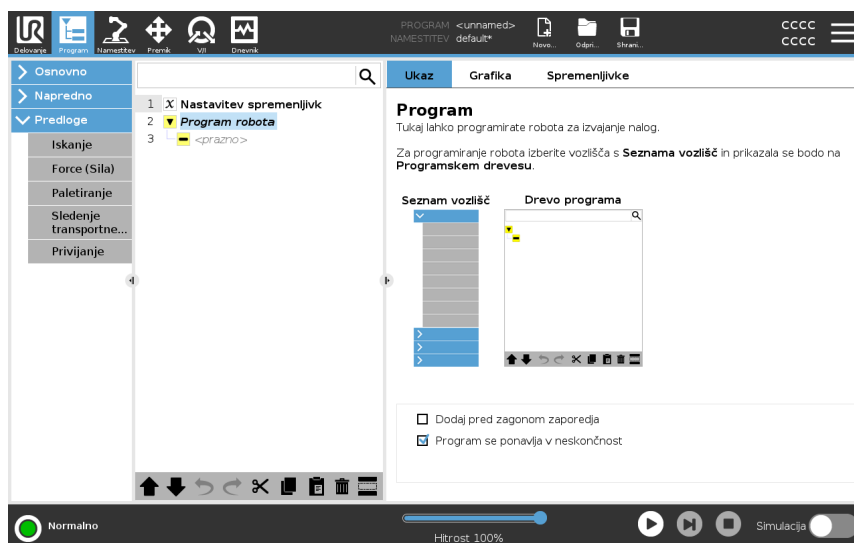 UR
PROGRAM <unnamed>
NAMESTITEV default*
CCCC
CCCC
Delovanje Program Namestitev Premik V/I Dnevnik Novo... Odpri... Shrani...
Osnovno
Napredno
Predloge
Iskanje
Force (Sila)
Paletiranje
Sledenje
transportne...
Privijanje
1 X Nastavitev spremenljivk
2 Program robota
3 <prazno>
Ukaz Grafika Spremenljivke
Program
Tukaj lahko programirate robota za izvajanje nalog.
Za programiranje robota izberite vozlišča s Seznama vozlišč in prikazala se bodo na
Programskem drevesu.
Seznam vozlišč Drevo programa
Dodaj pred zagonom zaporedja
Program se ponavlja v neskončnost
Normalno
Hitrost 100%
Simulacija